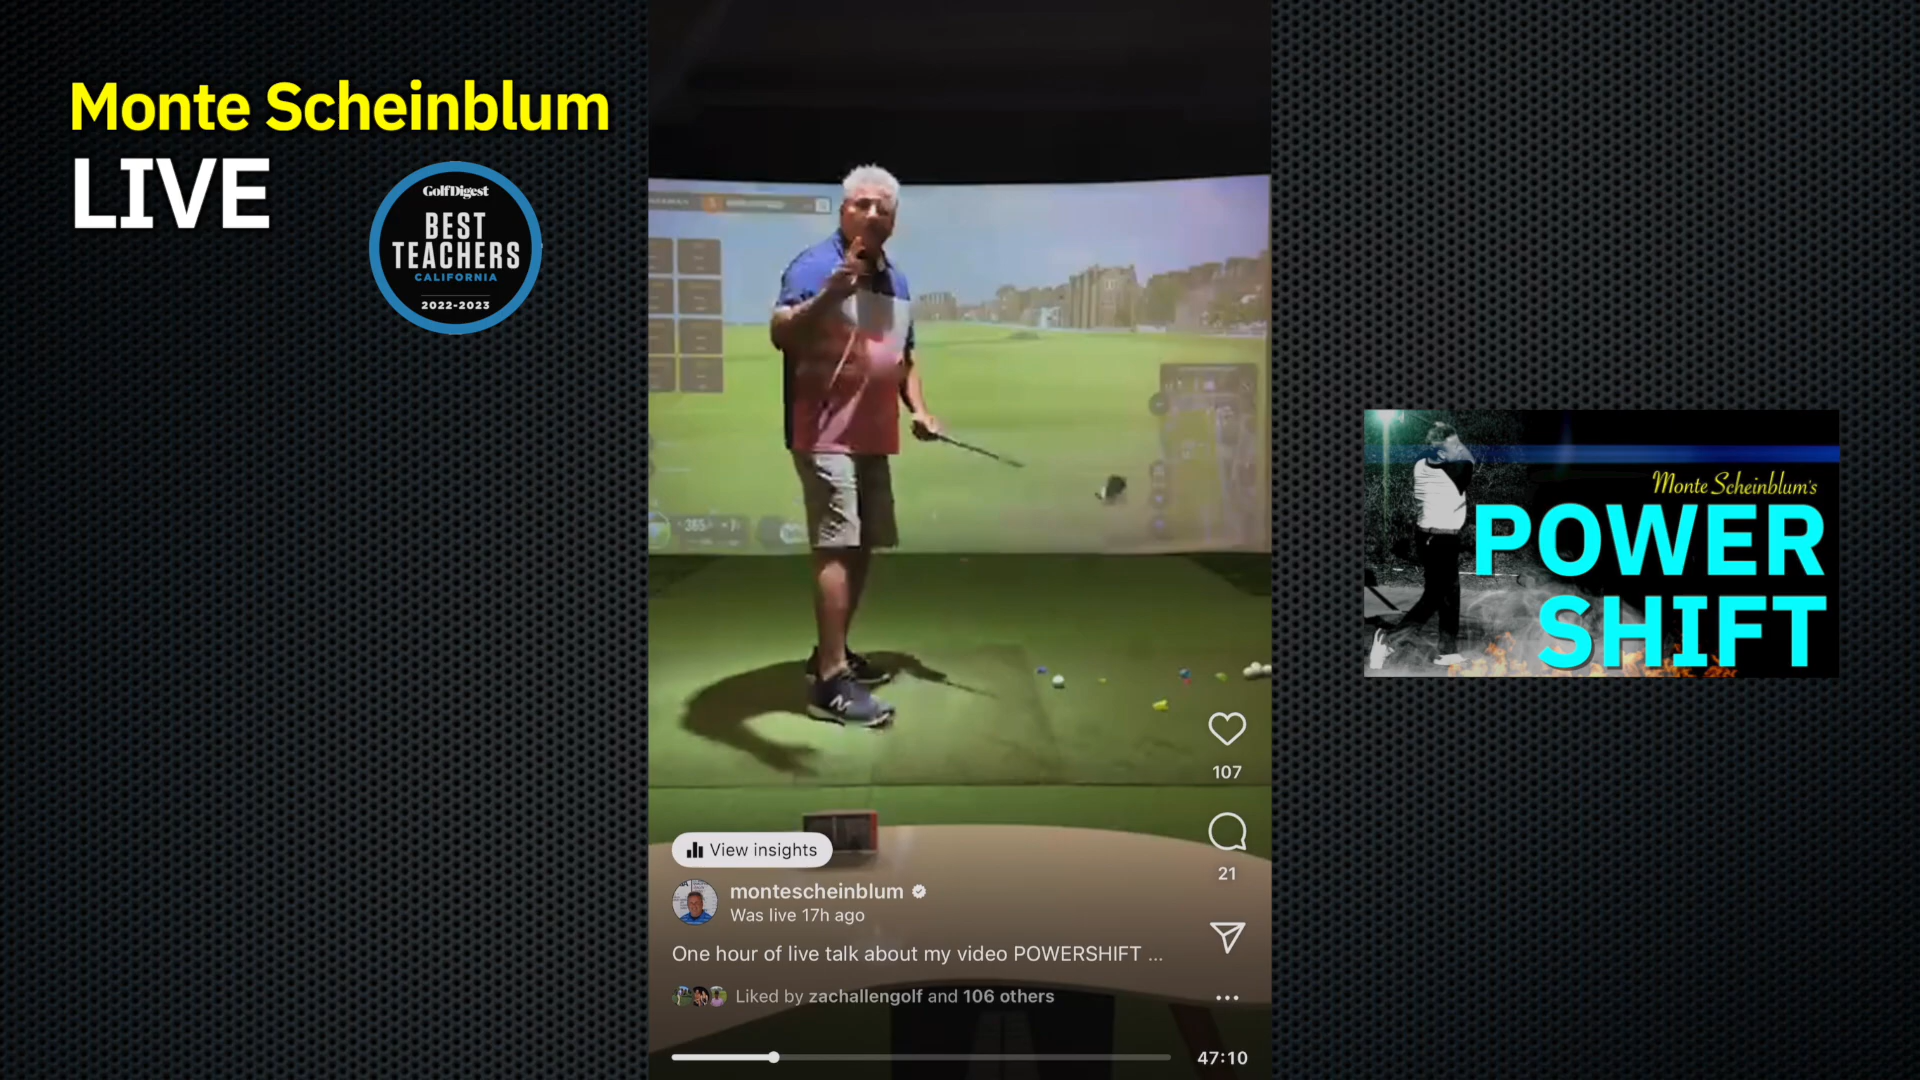 Monte Scheinblum
LIVE
GolfDigest
BEST
TEACHERS
CALIFORNIA
2022-2023
Monte Scheinblum's
POWER
SHIFT
107
View insights
21
montescheinblum
Was live 17h ago
One hour of live talk about my video POWERSHIFT ...
Liked by zachallengolf and 106 others
47:10